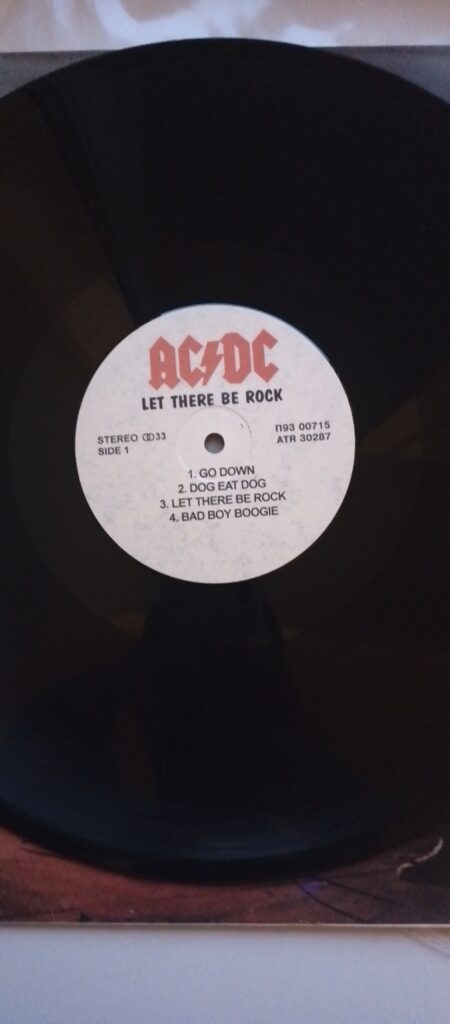 AC⚡DC
LET THERE BE ROCK
STEREO ↀ33
SIDE 1
П93 00715
ATR 30287
1. GO DOWN
2. DOG EAT DOG
3. LET THERE BE ROCK
4. BAD BOY BOOGIE